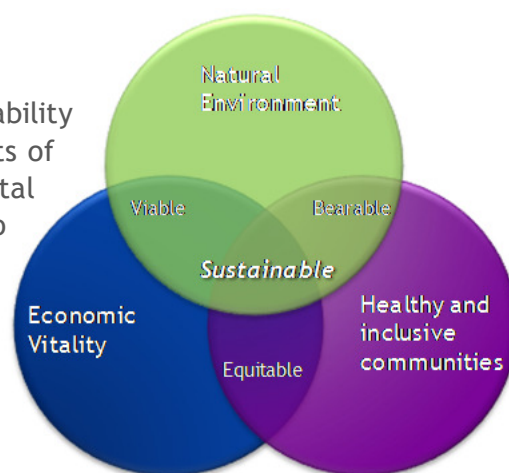 Natural
Environment
ability
ts of
tal
Viable
Bearable
Sustainable
Economic
Vitality
Healthy and
inclusive
communities
Equitable